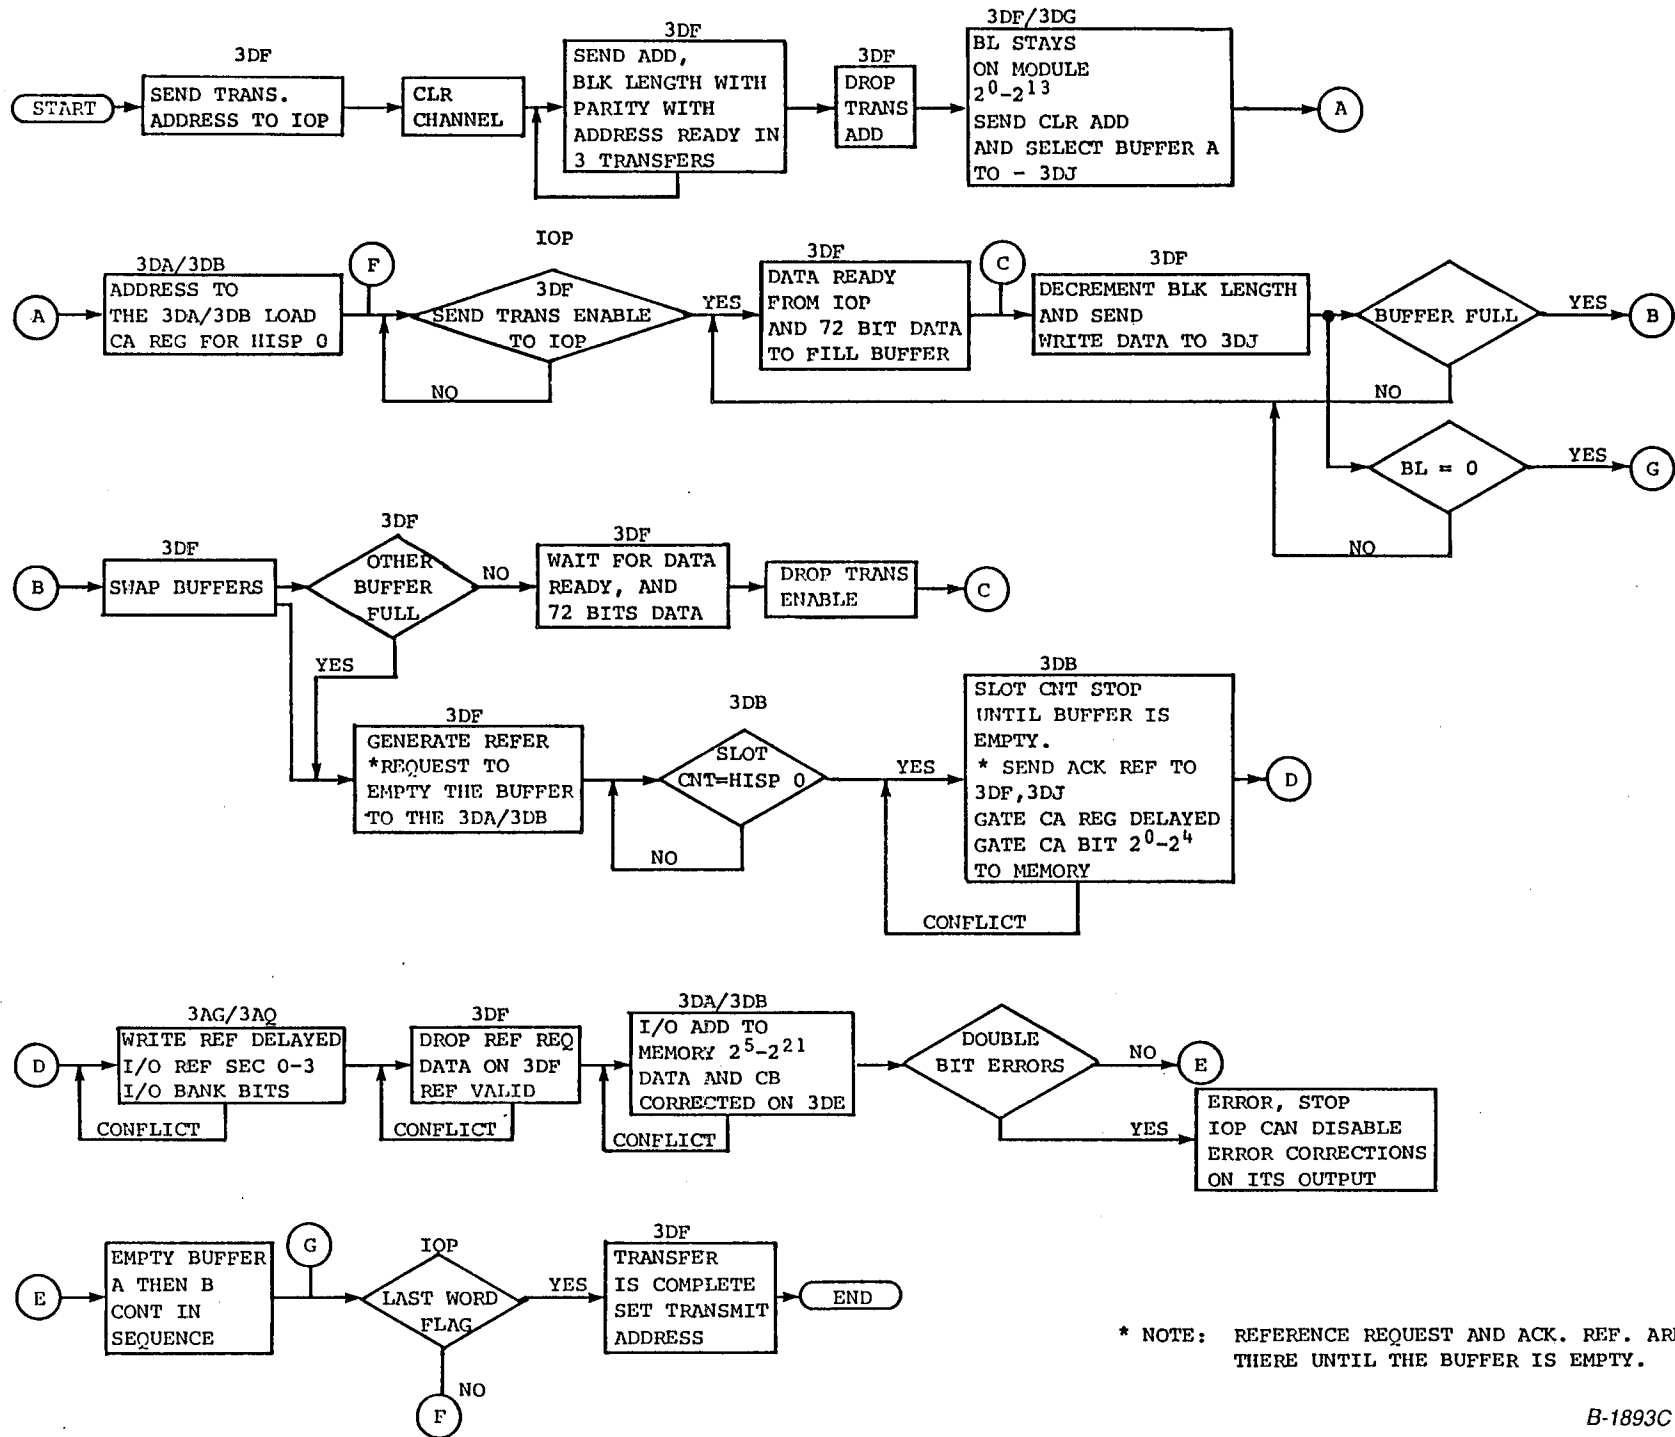 3DF
START
SEND TRANS.
ADDRESS TO IOP
CLR
CHANNEL
3DF
SEND ADD,
BLK LENGTH WITH
PARITY WITH
ADDRESS READY IN
3 TRANSFERS
3DF
DROP
TRANS
ADD
3DF/3DG
BL STAYS
ON MODULE
2⁰-2¹³
SEND CLR ADD
AND SELECT BUFFER A
TO - 3DJ
A
A
3DA/3DB
ADDRESS TO
THE 3DA/3DB LOAD
CA REG FOR HISP 0
F
IOP
3DF
SEND TRANS ENABLE
TO IOP
NO
YES
3DF
DATA READY
FROM IOP
AND 72 BIT DATA
TO FILL BUFFER
C
3DF
DECREMENT BLK LENGTH
AND SEND
WRITE DATA TO 3DJ
BUFFER FULL
YES
B
NO
BL = 0
YES
G
NO
B
3DF
SWAP BUFFERS
3DF
OTHER
BUFFER
FULL
NO
YES
3DF
WAIT FOR DATA
READY, AND
72 BITS DATA
DROP TRANS
ENABLE
C
3DF
GENERATE REFER
*REQUEST TO
EMPTY THE BUFFER
TO THE 3DA/3DB
3DB
SLOT
CNT=HISP 0
NO
YES
3DB
SLOT CNT STOP
UNTIL BUFFER IS
EMPTY.
* SEND ACK REF TO
3DF,3DJ
GATE CA REG DELAYED
GATE CA BIT 2⁰-2⁴
TO MEMORY
CONFLICT
D
D
3AG/3AQ
WRITE REF DELAYED
I/O REF SEC 0-3
I/O BANK BITS
CONFLICT
3DF
DROP REF REQ
DATA ON 3DF
REF VALID
CONFLICT
3DA/3DB
I/O ADD TO
MEMORY 2⁵-2²¹
DATA AND CB
CORRECTED ON 3DE
CONFLICT
DOUBLE
BIT ERRORS
NO
E
YES
ERROR, STOP
IOP CAN DISABLE
ERROR CORRECTIONS
ON ITS OUTPUT
E
EMPTY BUFFER
A THEN B
CONT IN
SEQUENCE
G
IOP
LAST WORD
FLAG
YES
NO
F
3DF
TRANSFER
IS COMPLETE
SET TRANSMIT
ADDRESS
END
* NOTE: REFERENCE REQUEST AND ACK. REF. AR
THERE UNTIL THE BUFFER IS EMPTY.
B-1893C